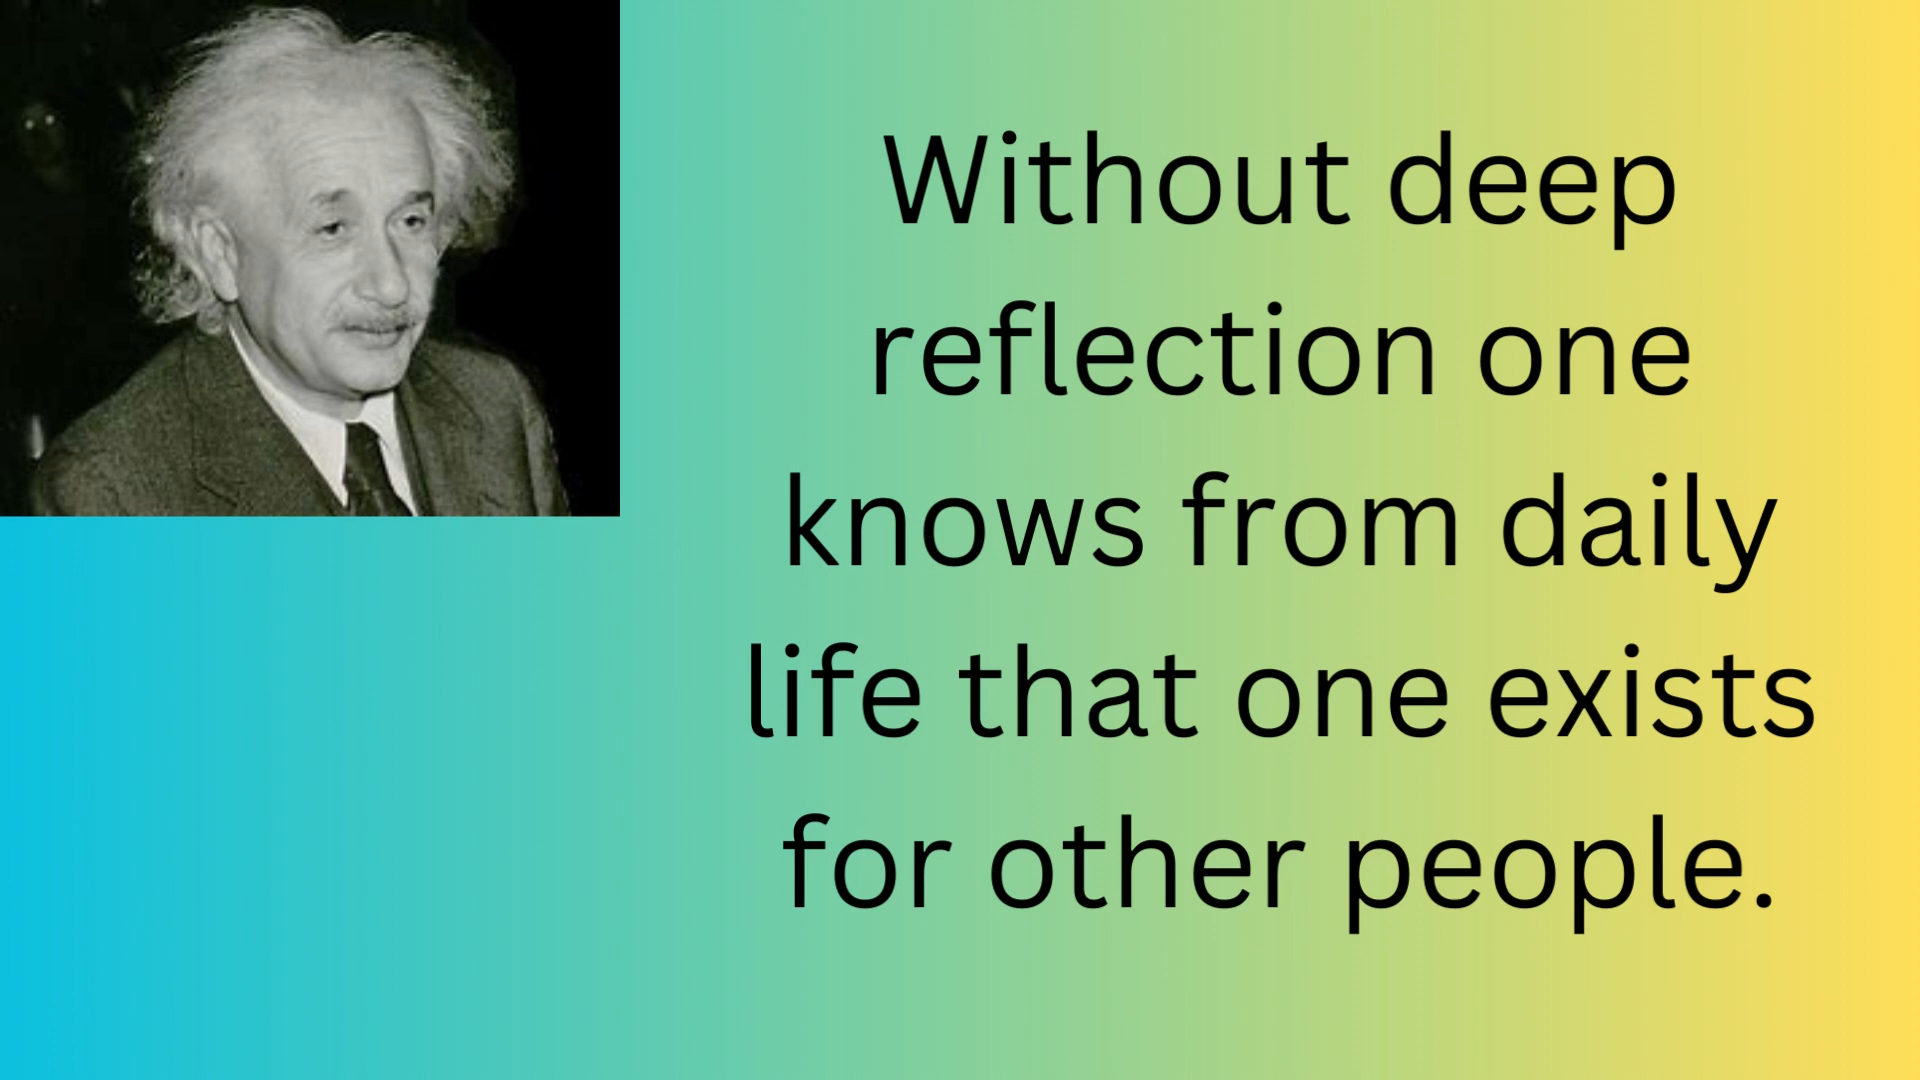 Without deep
reflection one
knows from daily
life that one exists
for other people.